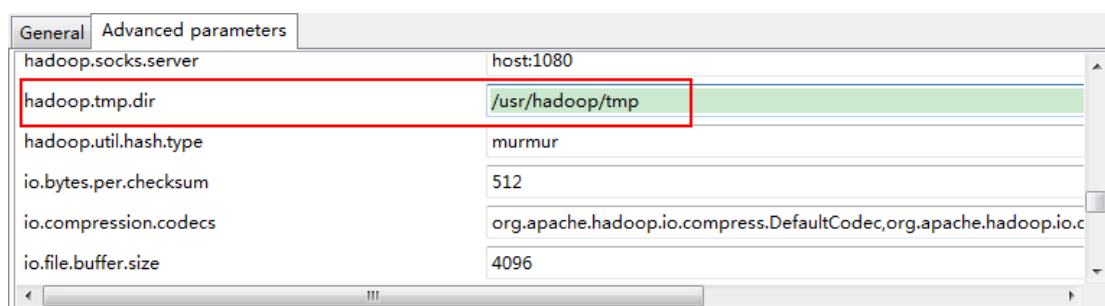 General Advanced parameters
hadoop.socks.server host:1080
hadoop.tmp.dir /usr/hadoop/tmp
hadoop.util.hash.type murmur
io.bytes.per.checksum 512
io.compression.codecs org.apache.hadoop.io.compress.DefaultCodec,org.apache.hadoop.io.c
io.file.buffer.size 4096